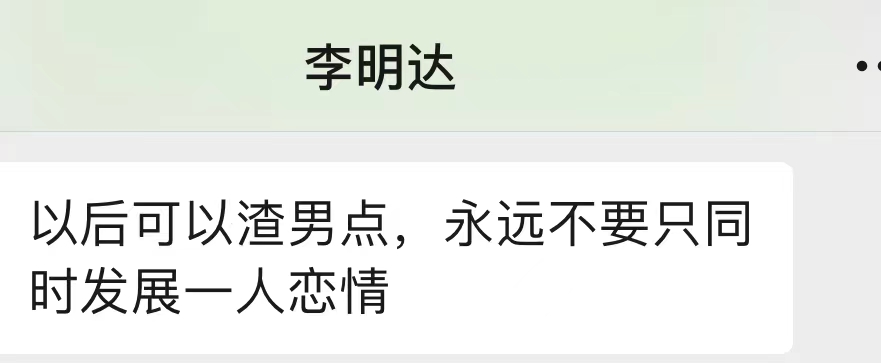 李明达
以后可以渣男点，永远不要只同
时发展一人恋情